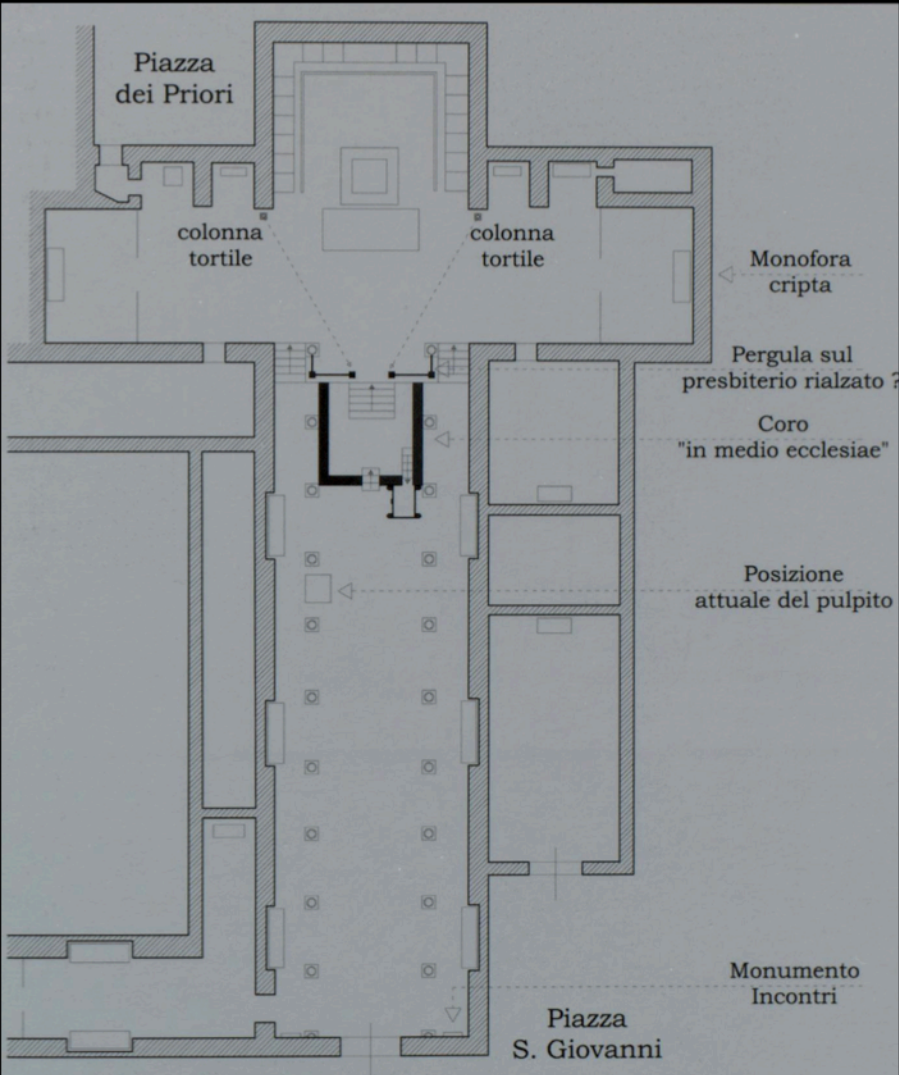 Piazza
dei Priori
colonna
tortile
colonna
tortile
Monofora
cripta
Pergula sul
presbiterio rialzato ?
Coro
"in medio ecclesiae"
Posizione
attuale del pulpito
Monumento
Incontri
Piazza
S. Giovanni